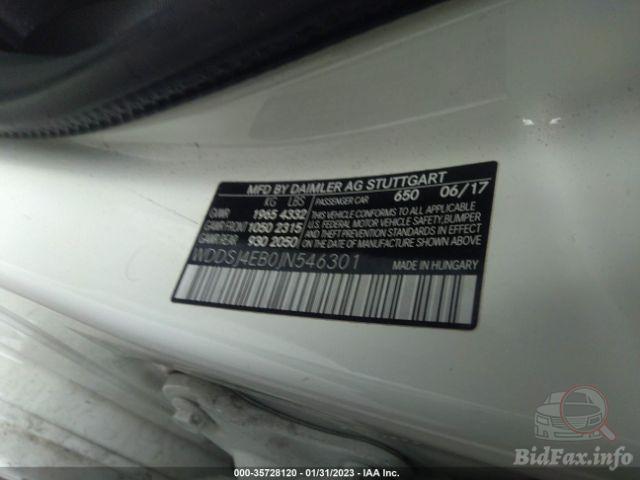 MFD BY DAIMLER AG STUTTGART
KG LBS PASSENGER CAR 650 06/17
GVWR 1965 4332
GAWR FRONT 1050 2315
GAWR REAR 930 2050
THIS VEHICLE CONFORMS TO ALL APPLICABLE
U.S. FEDERAL MOTOR VEHICLE SAFETY, BUMPER
AND THEFT PREVENTION STANDARDS IN EFFECT
ON THE DATE OF MANUFACTURE SHOWN ABOVE.
WDDSJ4EB0JN546301 MADE IN HUNGARY
000-35728120 - 01/31/2023 - IAA Inc.
BidFax.info